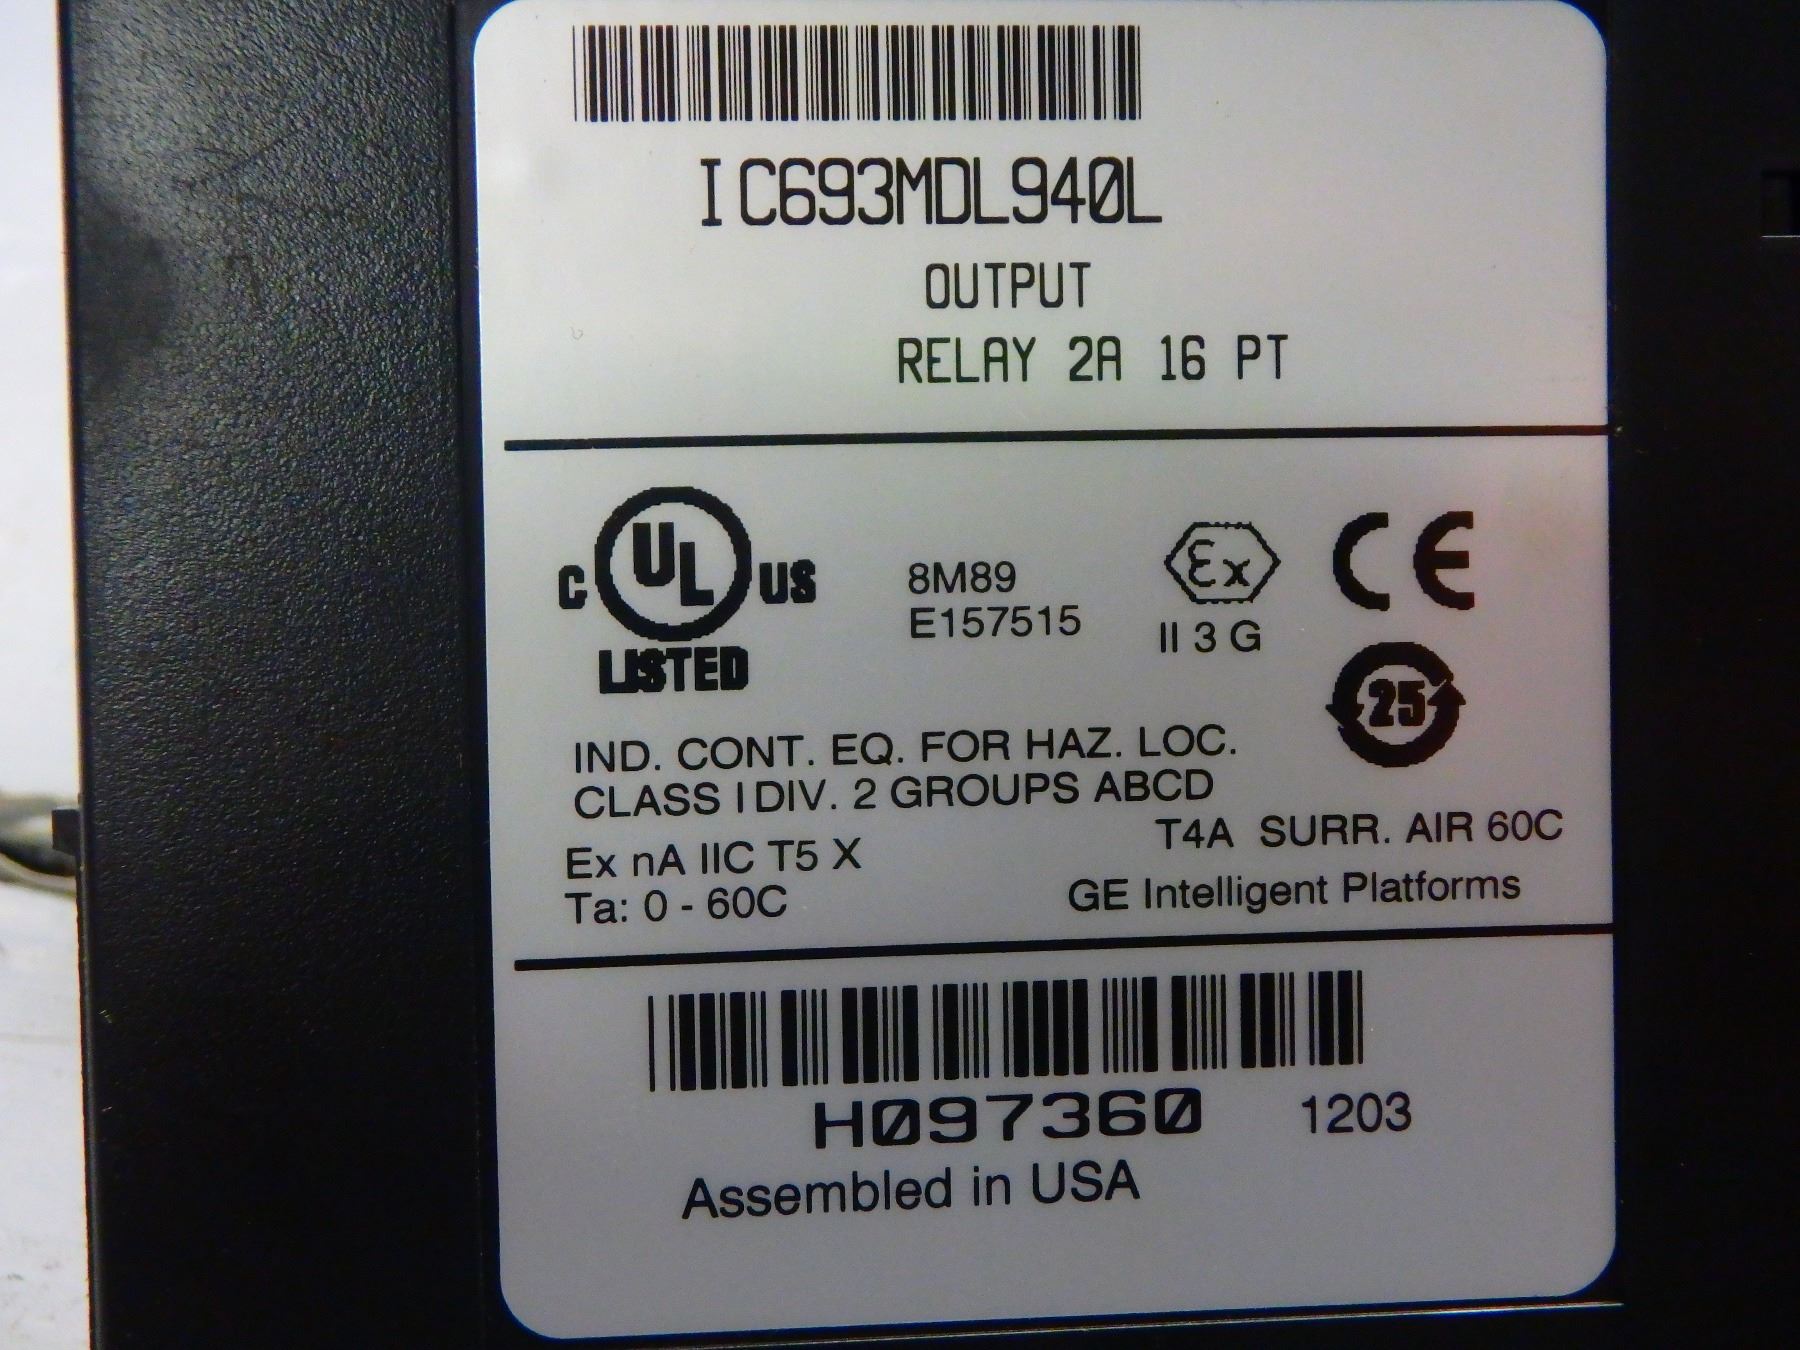 IC693MDL940L
OUTPUT
RELAY 2A 16 PT
C UL US
LISTED
8M89
E157515
Ex
II 3 G
CE
25
IND. CONT. EQ. FOR HAZ. LOC.
CLASS I DIV. 2 GROUPS ABCD
T4A SURR. AIR 60C
Ex nA IIC T5 X
Ta: 0 - 60C
GE Intelligent Platforms
H097360 1203
Assembled in USA